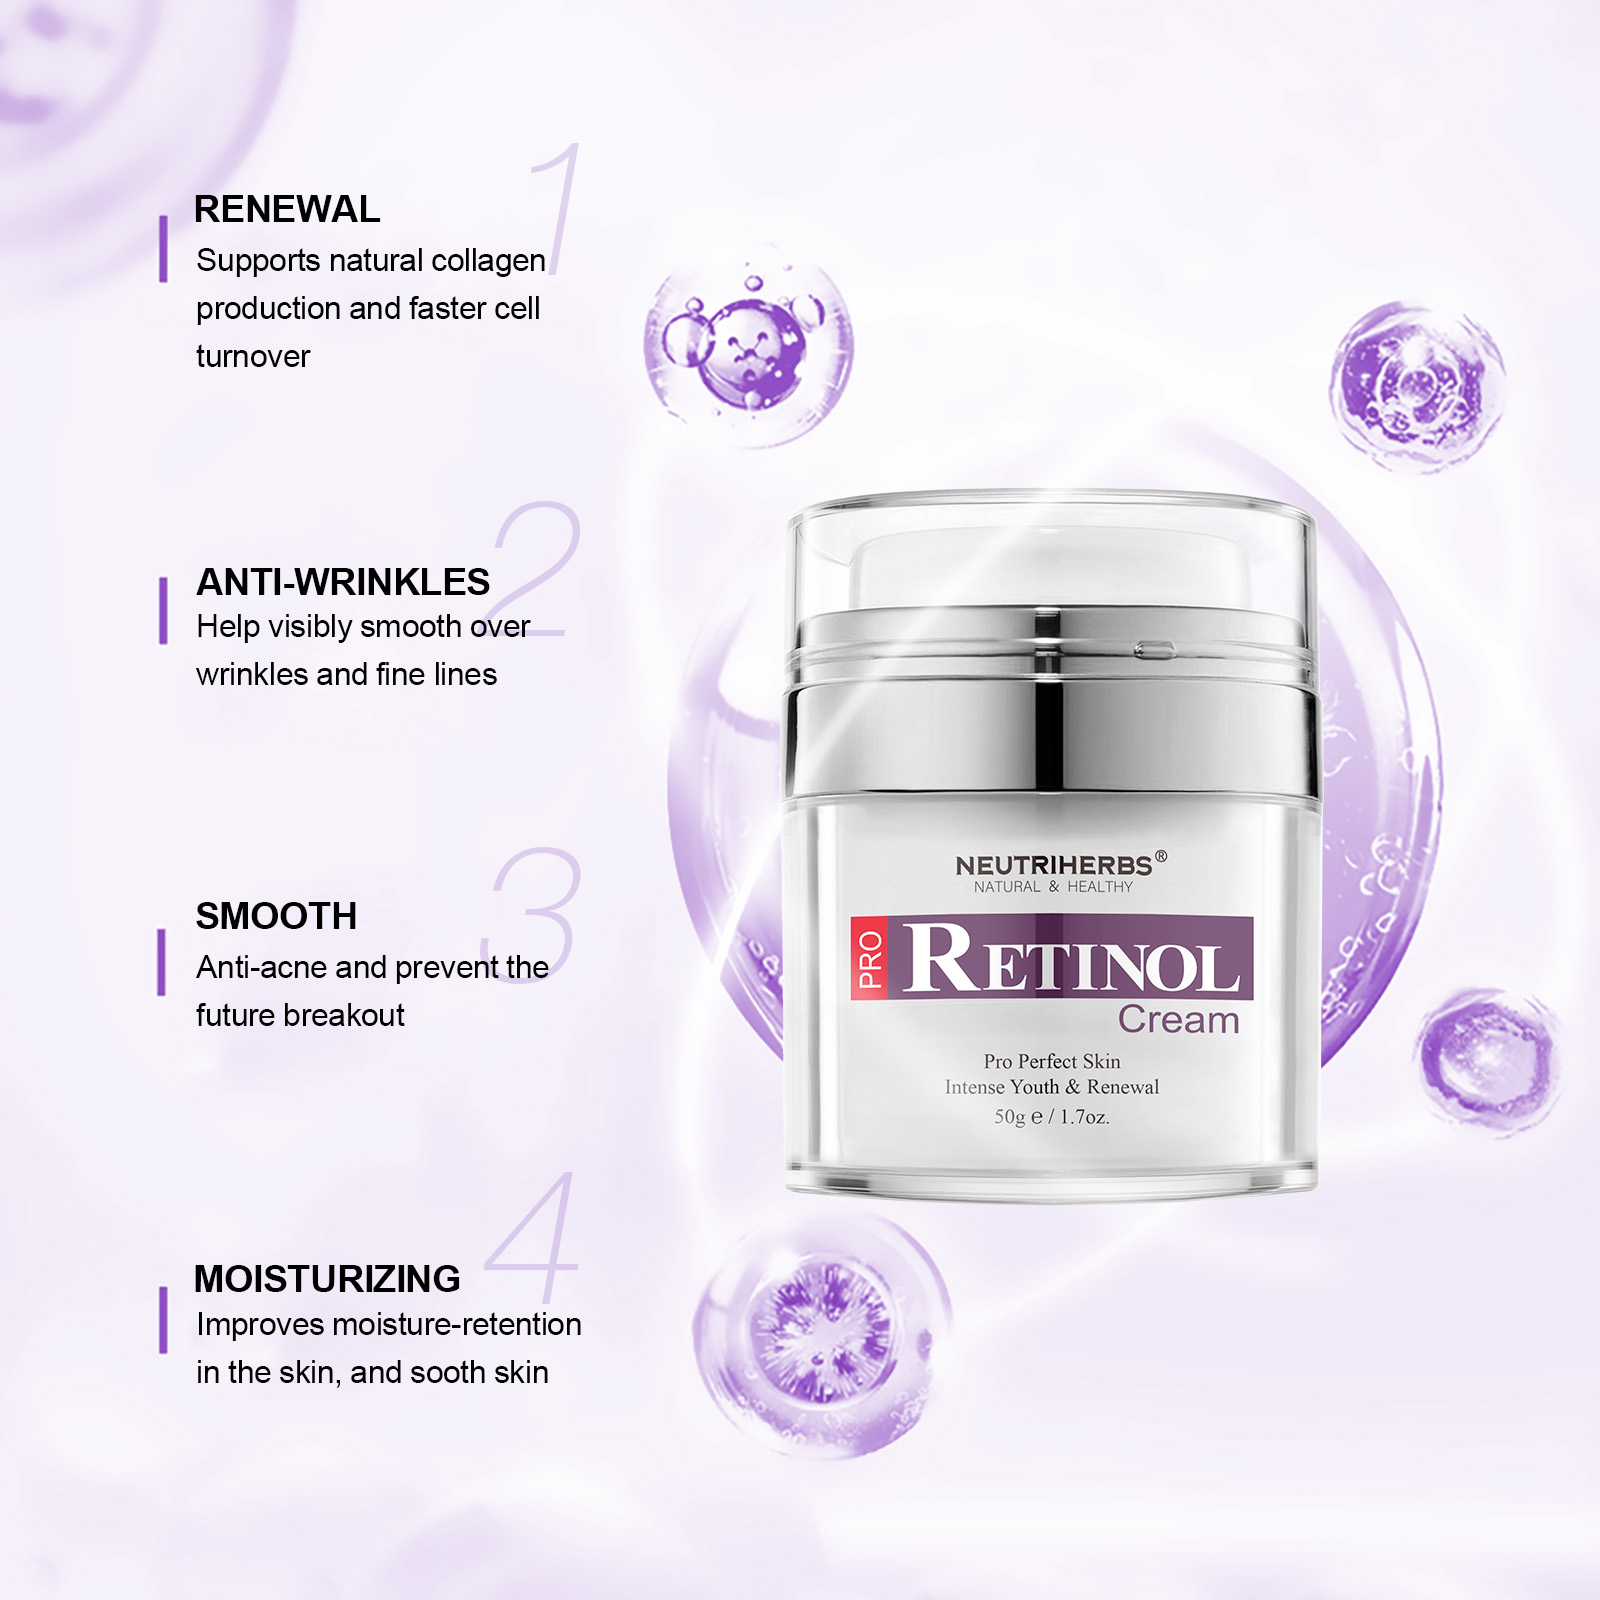 1
RENEWAL
Supports natural collagen
production and faster cell
turnover
2
ANTI-WRINKLES
Help visibly smooth over
wrinkles and fine lines
3
SMOOTH
Anti-acne and prevent the
future breakout
4
MOISTURIZING
Improves moisture-retention
in the skin, and sooth skin
NEUTRIHERBS®
NATURAL & HEALTHY
PRO RETINOL
Cream
Pro Perfect Skin
Intense Youth & Renewal
50g ℮ / 1.7oz.